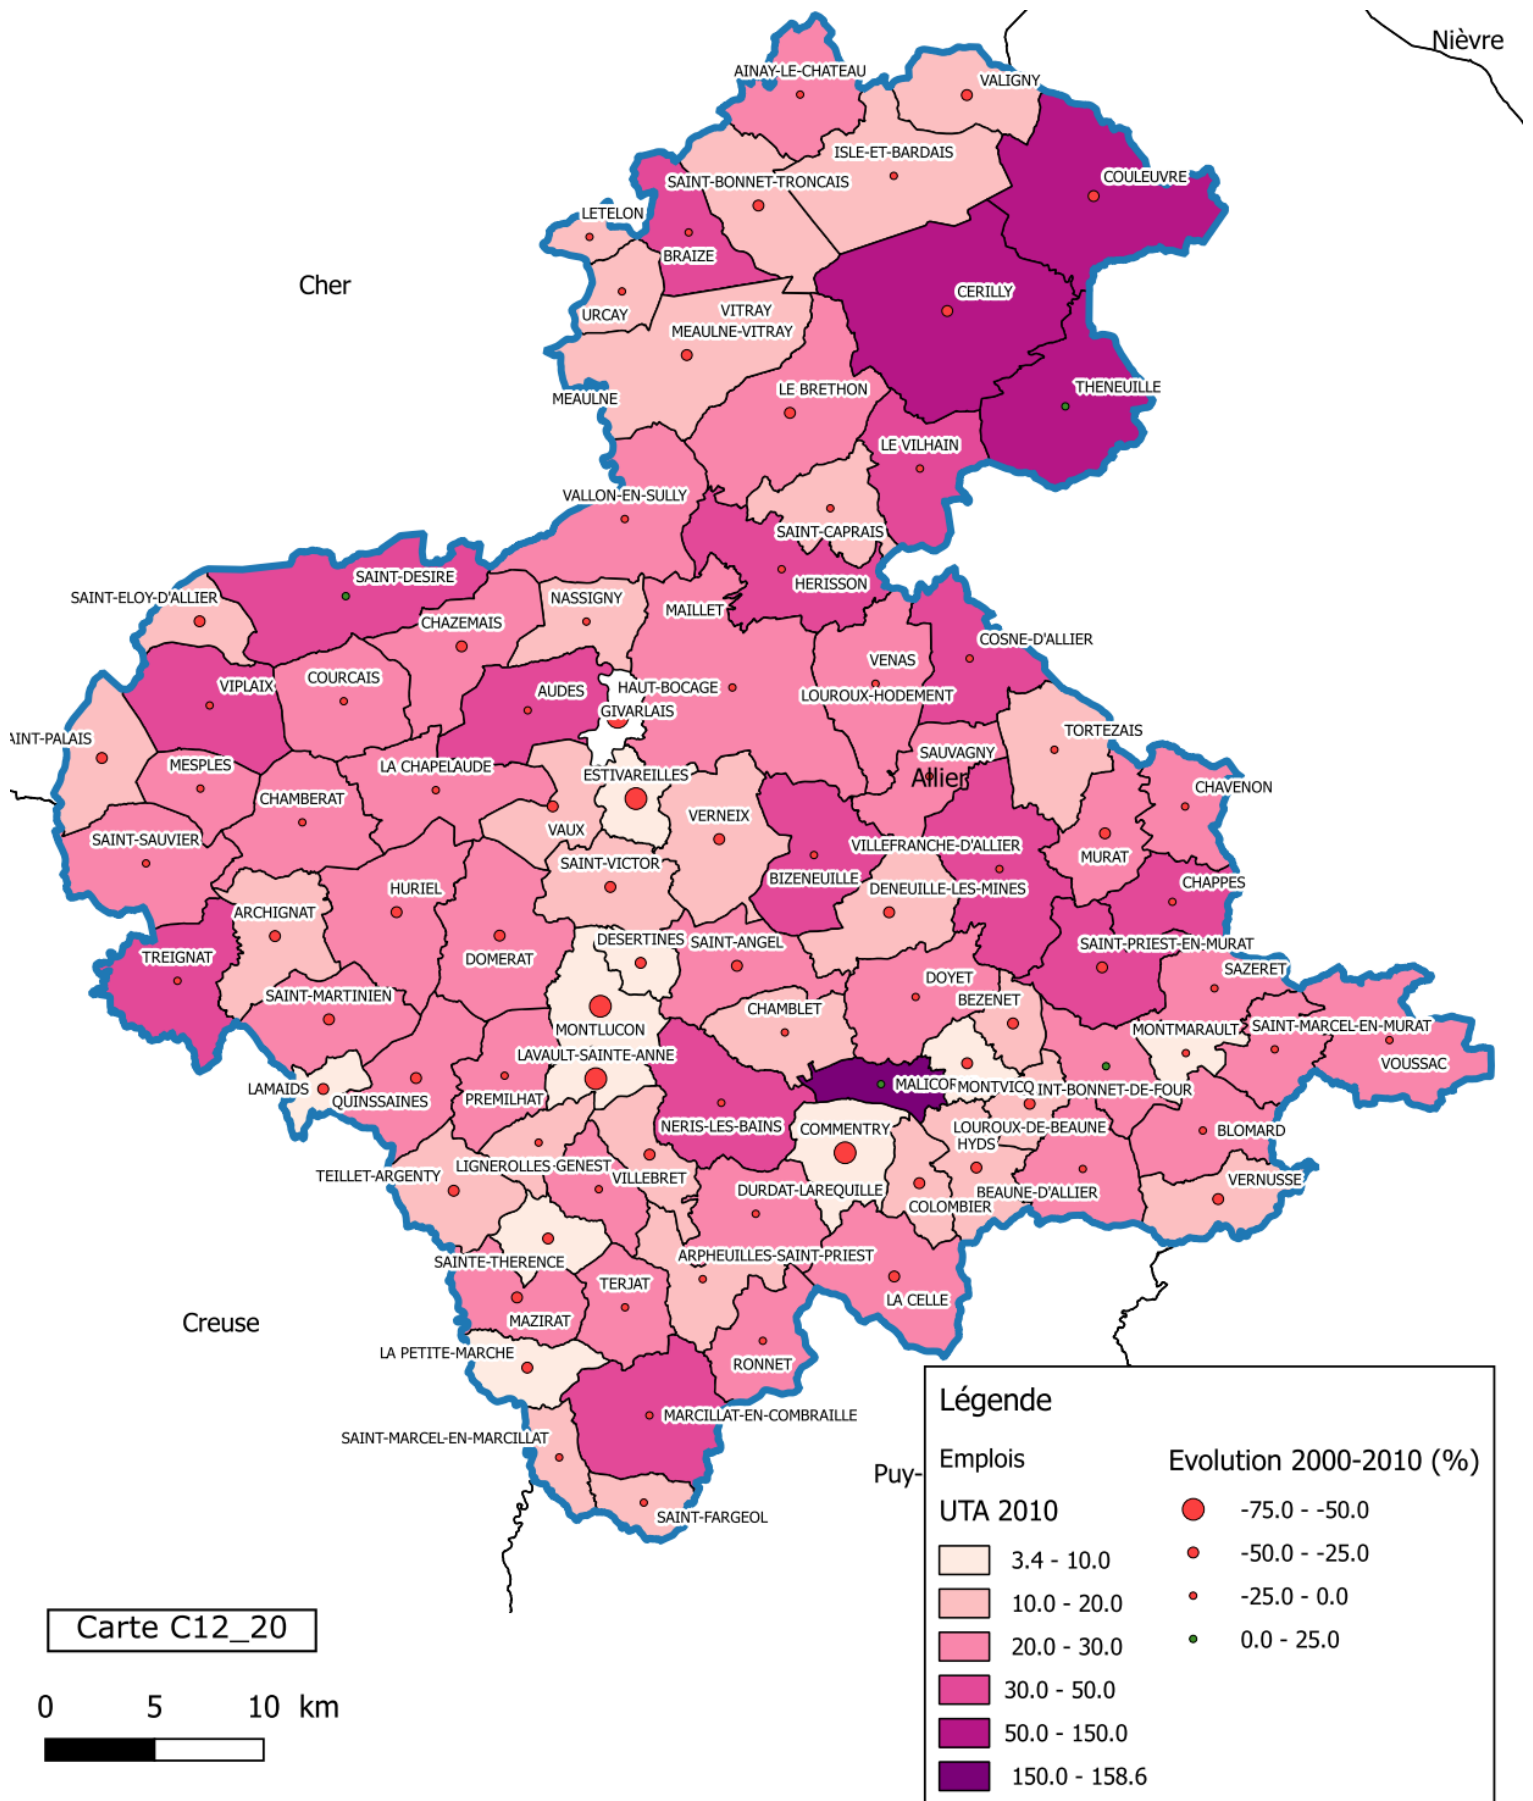 Nièvre
AINAY-LE-CHATEAU
VALIGNY
ISLE-ET-BARDAIS
COULEUVRE
SAINT-BONNET-TRONCAIS
LETELON
BRAIZE
Cher
CERILLY
URCAY
VITRAY
MEAULNE-VITRAY
THENEUILLE
LE BRETHON
MEAULNE
LE VILHAIN
VALLON-EN-SULLY
SAINT-CAPRAIS
SAINT-DESIRE
HERISSON
SAINT-ELOY-D'ALLIER
NASSIGNY
MAILLET
CHAZEMAIS
COSNE-D'ALLIER
VENAS
COURCAIS
VIPLAIX
AUDES
HAUT-BOCAGE
LOUROUX-HODEMENT
GIVARLAIS
TORTEZAIS
AINT-PALAIS
SAUVAGNY
MESPLES
LA CHAPELAUDE
ESTIVAREILLES
Allier
CHAVENON
CHAMBERAT
VERNEIX
VAUX
SAINT-SAUVIER
VILLEFRANCHE-D'ALLIER
MURAT
SAINT-VICTOR
BIZENEUILLE
CHAPPES
HURIEL
DENEUILLE-LES-MINES
ARCHIGNAT
DESERTINES
SAINT-ANGEL
SAINT-PRIEST-EN-MURAT
TREIGNAT
DOMERAT
SAZERET
DOYET
SAINT-MARTINIEN
BEZENET
CHAMBLET
MONTLUCON
MONTMARAULT
SAINT-MARCEL-EN-MURAT
LAVAULT-SAINTE-ANNE
VOUSSAC
LAMAIDS
MALICOR
MONTVICQ
INT-BONNET-DE-FOUR
QUINSSAINES
PREMILHAT
NERIS-LES-BAINS
COMMENTRY
LOUROUX-DE-BEAUNE
BLOMARD
HYDS
LIGNEROLLES
GENEST
TEILLET-ARGENTY
VILLEBRET
VERNUSSE
DURDAT-LAREQUILLE
BEAUNE-D'ALLIER
COLOMBIER
SAINTE-THERENCE
ARPHEUILLES-SAINT-PRIEST
TERJAT
LA CELLE
Creuse
MAZIRAT
LA PETITE-MARCHE
RONNET
MARCILLAT-EN-COMBRAILLE
SAINT-MARCEL-EN-MARCILLAT
Puy-
SAINT-FARGEOL
Légende
Emplois
UTA 2010
3.4 - 10.0
10.0 - 20.0
20.0 - 30.0
30.0 - 50.0
50.0 - 150.0
150.0 - 158.6
Evolution 2000-2010 (%)
-75.0 - -50.0
-50.0 - -25.0
-25.0 - 0.0
0.0 - 25.0
Carte C12_20
0 5 10 km